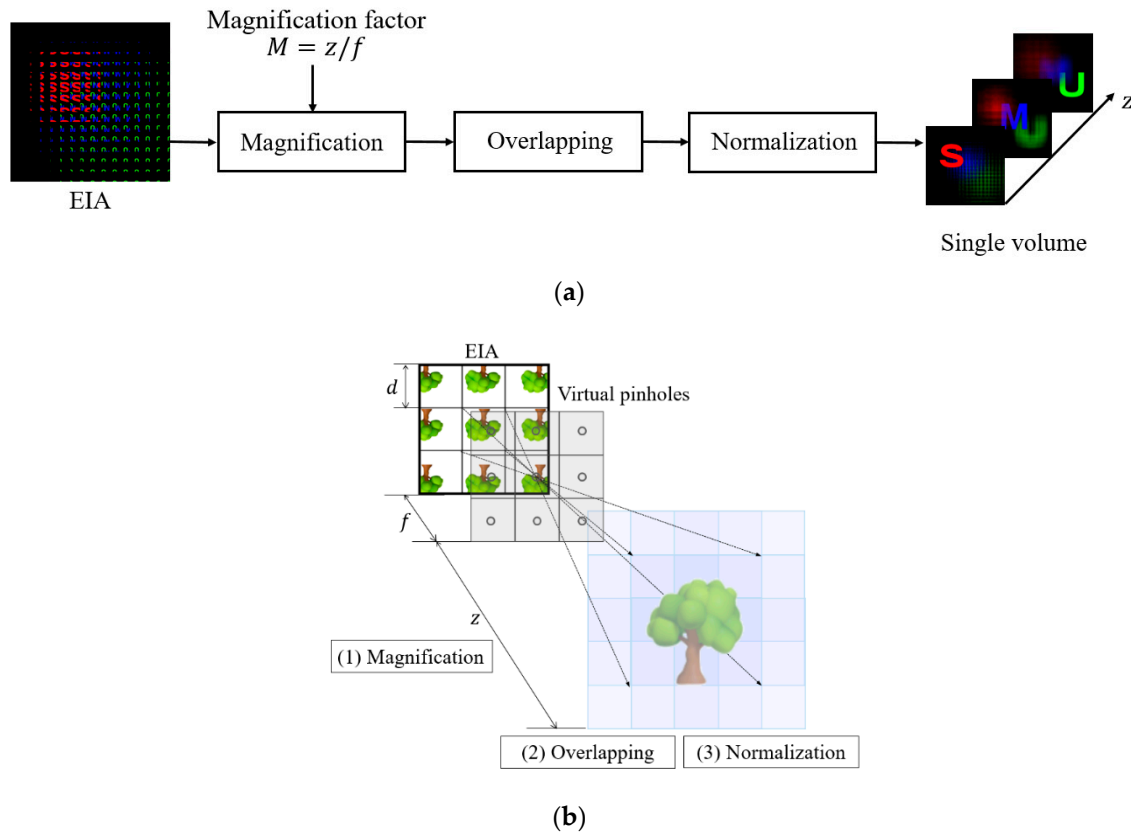 Magnification factor
M = z/f
Magnification
Overlapping
Normalization
EIA
S
M
U
M
U
z
Single volume
(a)
EIA
d
Virtual pinholes
f
z
(1) Magnification
(2) Overlapping
(3) Normalization
(b)